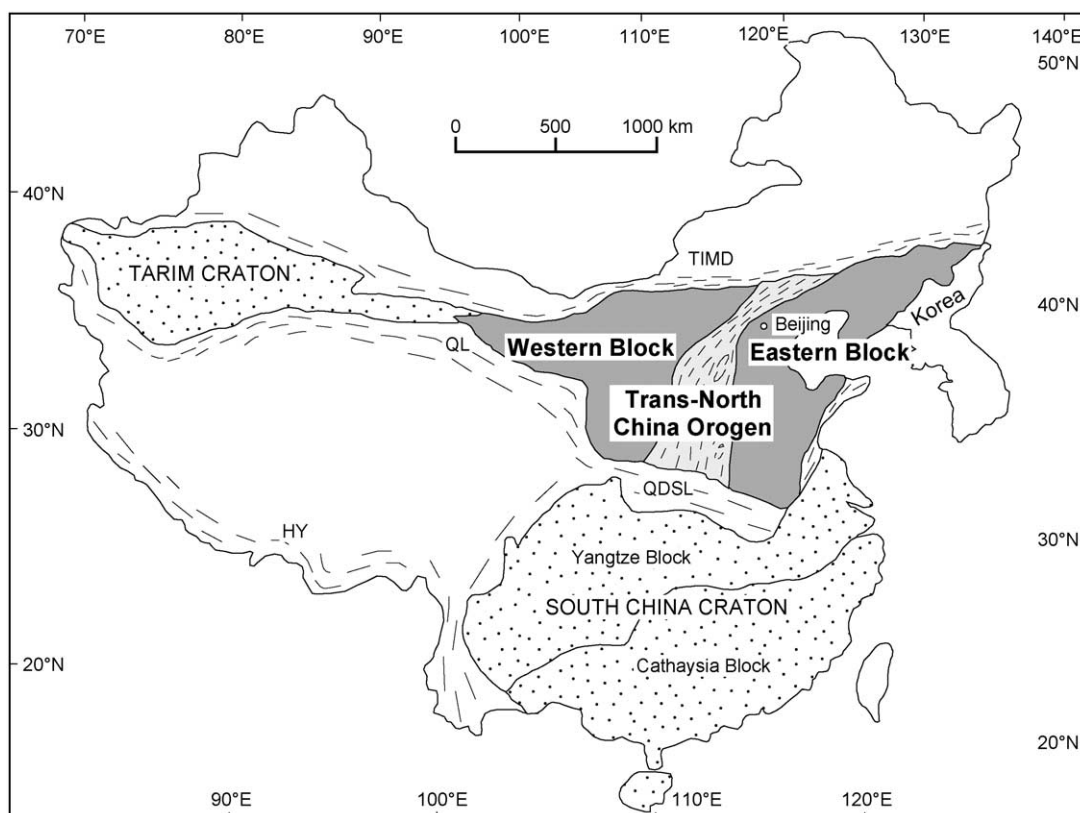 70°E 80°E 90°E 100°E 110°E 120°E 130°E 140°E
50°N
0 500 1000 km
40°N
TIMD
TARIM CRATON
40°N
Korea
Beijing
QL
Western Block
Eastern Block
Trans-North
China Orogen
30°N
QDSL
HY
30°N
Yangtze Block
SOUTH CHINA CRATON
20°N
Cathaysia Block
20°N
90°E 100°E 110°E 120°E